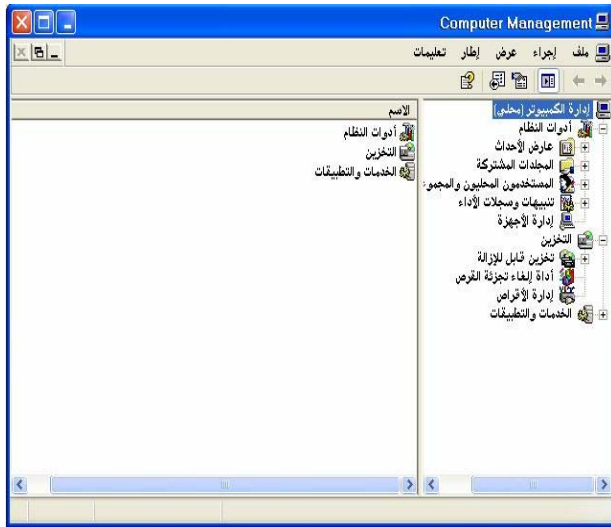 Computer Management
ملف إجراء عرض إطار تعليمات
إدارة الكمبيوتر (محلي)
أدوات النظام
عارض الأحداث
المجلدات المشتركة
المستخدمون المحليون والمجمو
تنبيهات وسجلات الأداء
إدارة الأجهزة
التخزين
تخزين قابل للإزالة
أداة إلغاء تجزئة القرص
إدارة الأقراص
الخدمات والتطبيقات
الاسم
أدوات النظام
التخزين
الخدمات والتطبيقات